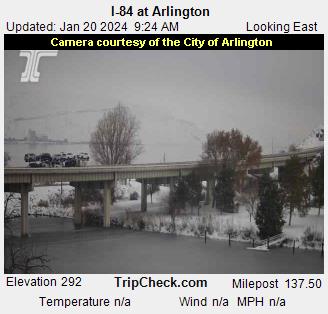 I-84 at Arlington
Updated: Jan 20 2024 9:24 AM Looking East
Camera courtesy of the City of Arlington
Elevation 292 TripCheck.com Milepost 137.50
Temperature n/a Wind n/a MPH n/a